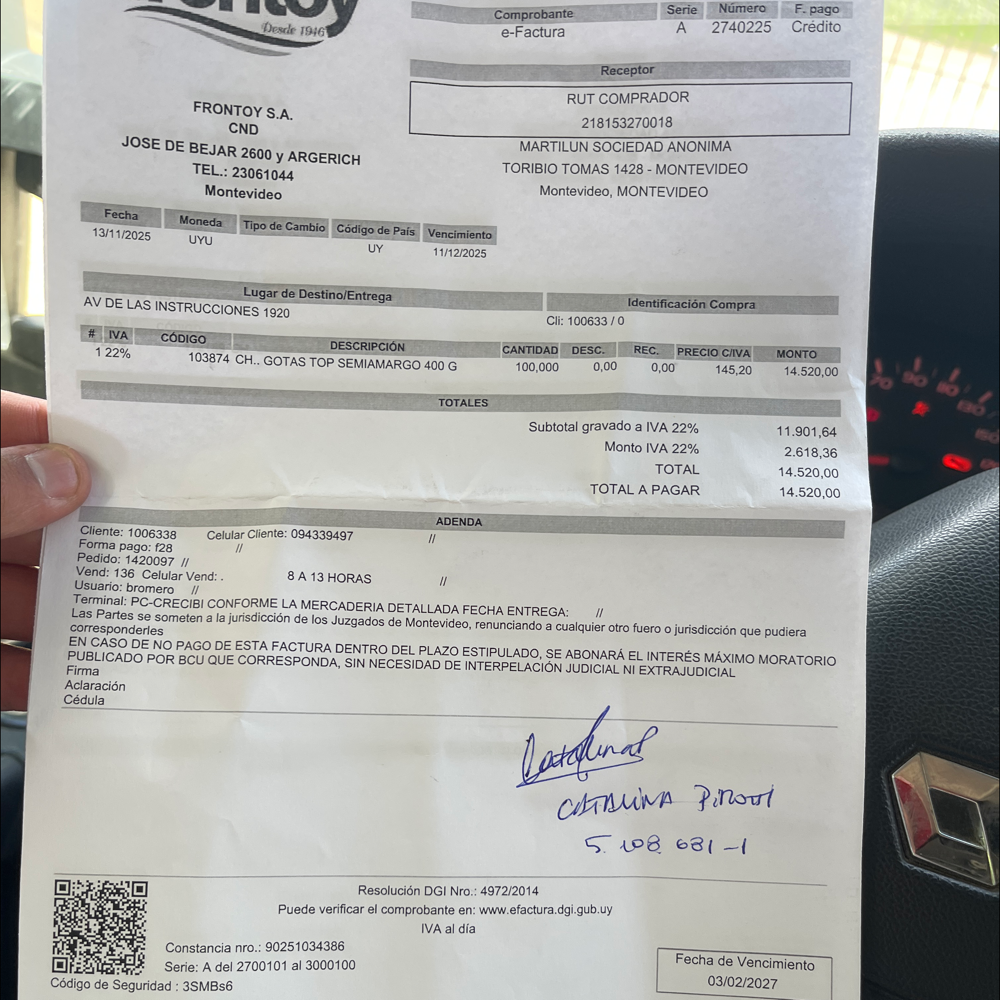 Frontoy
Desde 1946
Comprobante Serie Número F. pago
e-Factura A 2740225 Crédito
Receptor
RUT COMPRADOR
218153270018
MARTILUN SOCIEDAD ANONIMA
TORIBIO TOMAS 1428 - MONTEVIDEO
Montevideo, MONTEVIDEO
FRONTOY S.A.
CND
JOSE DE BEJAR 2600 y ARGERICH
TEL.: 23061044
Montevideo
Fecha Moneda Tipo de Cambio Código de País Vencimiento
13/11/2025 UYU UY 11/12/2025
Lugar de Destino/Entrega Identificación Compra
AV DE LAS INSTRUCCIONES 1920 Cli: 100633 / 0
# IVA CÓDIGO DESCRIPCIÓN CANTIDAD DESC. REC. PRECIO C/IVA MONTO
1 22% 103874 CH.. GOTAS TOP SEMIAMARGO 400 G 100,000 0,00 0,00 145,20 14.520,00
TOTALES
Subtotal gravado a IVA 22% 11.901,64
Monto IVA 22% 2.618,36
TOTAL 14.520,00
TOTAL A PAGAR 14.520,00
ADENDA
Cliente: 1006338 Celular Cliente: 094339497 //
Forma pago: f28 //
Pedido: 1420097 //
Vend: 136 Celular Vend: . 8 A 13 HORAS //
Usuario: bromero //
Terminal: PC-CRECIBI CONFORME LA MERCADERIA DETALLADA FECHA ENTREGA: //
Las Partes se someten a la jurisdicción de los Juzgados de Montevideo, renunciando a cualquier otro fuero o jurisdicción que pudiera
corresponderles
EN CASO DE NO PAGO DE ESTA FACTURA DENTRO DEL PLAZO ESTIPULADO, SE ABONARÁ EL INTERÉS MÁXIMO MORATORIO
PUBLICADO POR BCU QUE CORRESPONDA, SIN NECESIDAD DE INTERPELACIÓN JUDICIAL NI EXTRAJUDICIAL
Firma
Aclaración
Cédula
CATALINA
5.108.681-1
Resolución DGI Nro.: 4972/2014
Puede verificar el comprobante en: www.efactura.dgi.gub.uy
IVA al día
Constancia nro.: 90251034386
Serie: A del 2700101 al 3000100
Código de Seguridad : 3SMBs6
Fecha de Vencimiento
03/02/2027